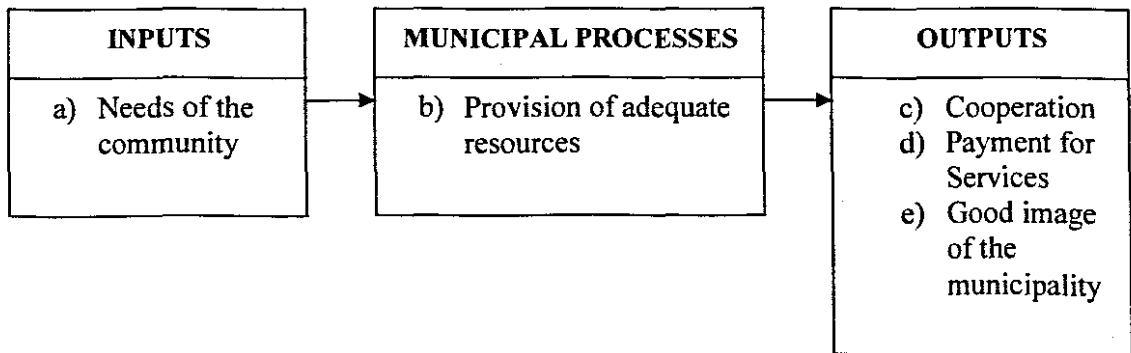 INPUTS
a) Needs of the
community
MUNICIPAL PROCESSES
b) Provision of adequate
resources
OUTPUTS
c) Cooperation
d) Payment for
Services
e) Good image
of the
municipality